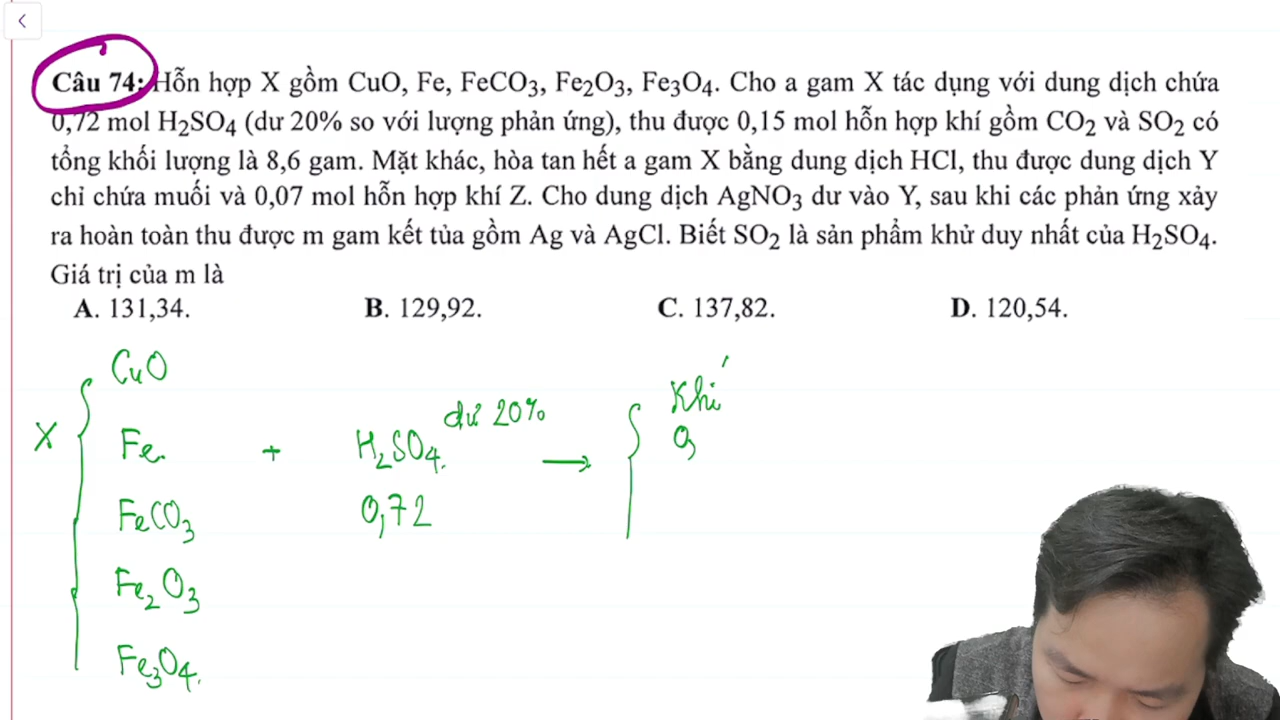 Câu 74: Hỗn hợp X gồm CuO, Fe, FeCO₃, Fe₂O₃, Fe₃O₄. Cho a gam X tác dụng với dung dịch chứa
0,72 mol H₂SO₄ (dư 20% so với lượng phản ứng), thu được 0,15 mol hỗn hợp khí gồm CO₂ và SO₂ có
tổng khối lượng là 8,6 gam. Mặt khác, hòa tan hết a gam X bằng dung dịch HCl, thu được dung dịch Y
chỉ chứa muối và 0,07 mol hỗn hợp khí Z. Cho dung dịch AgNO₃ dư vào Y, sau khi các phản ứng xảy
ra hoàn toàn thu được m gam kết tủa gồm Ag và AgCl. Biết SO₂ là sản phẩm khử duy nhất của H₂SO₄.
Giá trị của m là
A. 131,34. B. 129,92. C. 137,82. D. 120,54.
CuO
Khí
X Fe + H₂SO₄ dư 20% → 0,
FeCO₃ 0,72
Fe₂O₃
Fe₃O₄